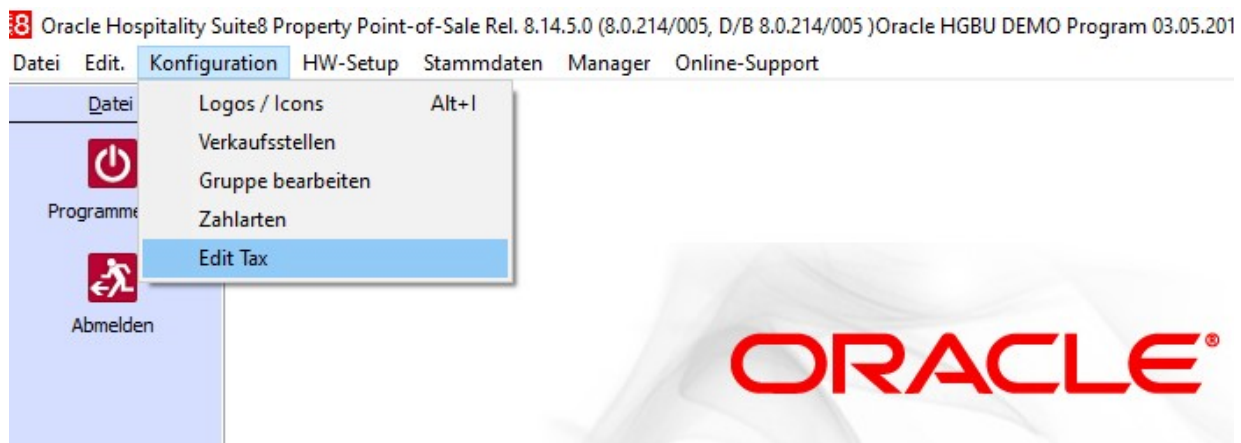 8 Oracle Hospitality Suite8 Property Point-of-Sale Rel. 8.14.5.0 (8.0.214/005, D/B 8.0.214/005 )Oracle HGBU DEMO Program 03.05.201
Datei Edit. Konfiguration HW-Setup Stammdaten Manager Online-Support
Datei
Logos / Icons Alt+I
Verkaufsstellen
Gruppe bearbeiten
Programme
Zahlarten
Edit Tax
Abmelden
ORACLE®